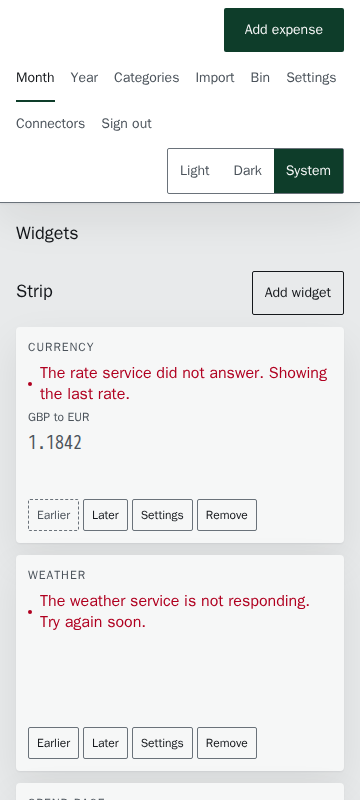 Add expense
Month Year Categories Import Bin Settings
Connectors Sign out
Light Dark System
Widgets
Strip Add widget
CURRENCY
The rate service did not answer. Showing
the last rate.
GBP to EUR
1.1842
Earlier Later Settings Remove
WEATHER
The weather service is not responding.
Try again soon.
Earlier Later Settings Remove